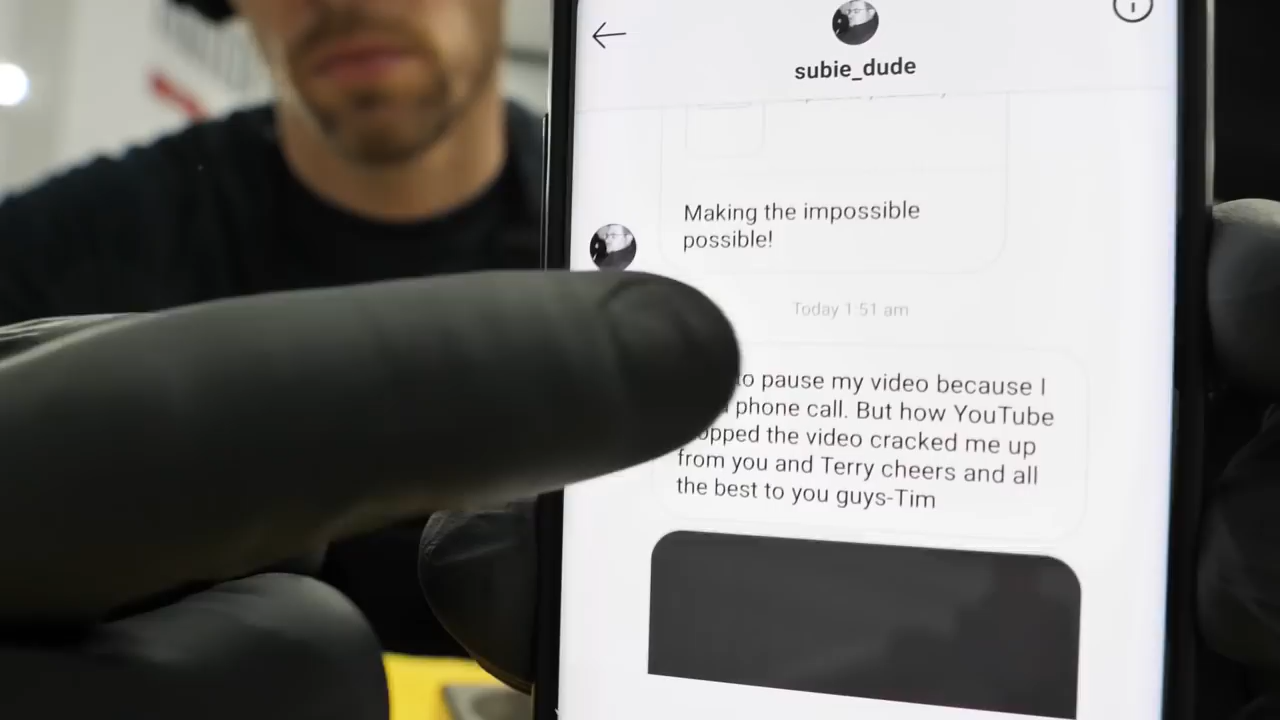 subie_dude
Making the impossible
possible!
Today 1 51 am
to pause my video because I
phone call. But how YouTube
the video cracked me up
from you and Terry cheers and all
the best to you guys-Tim